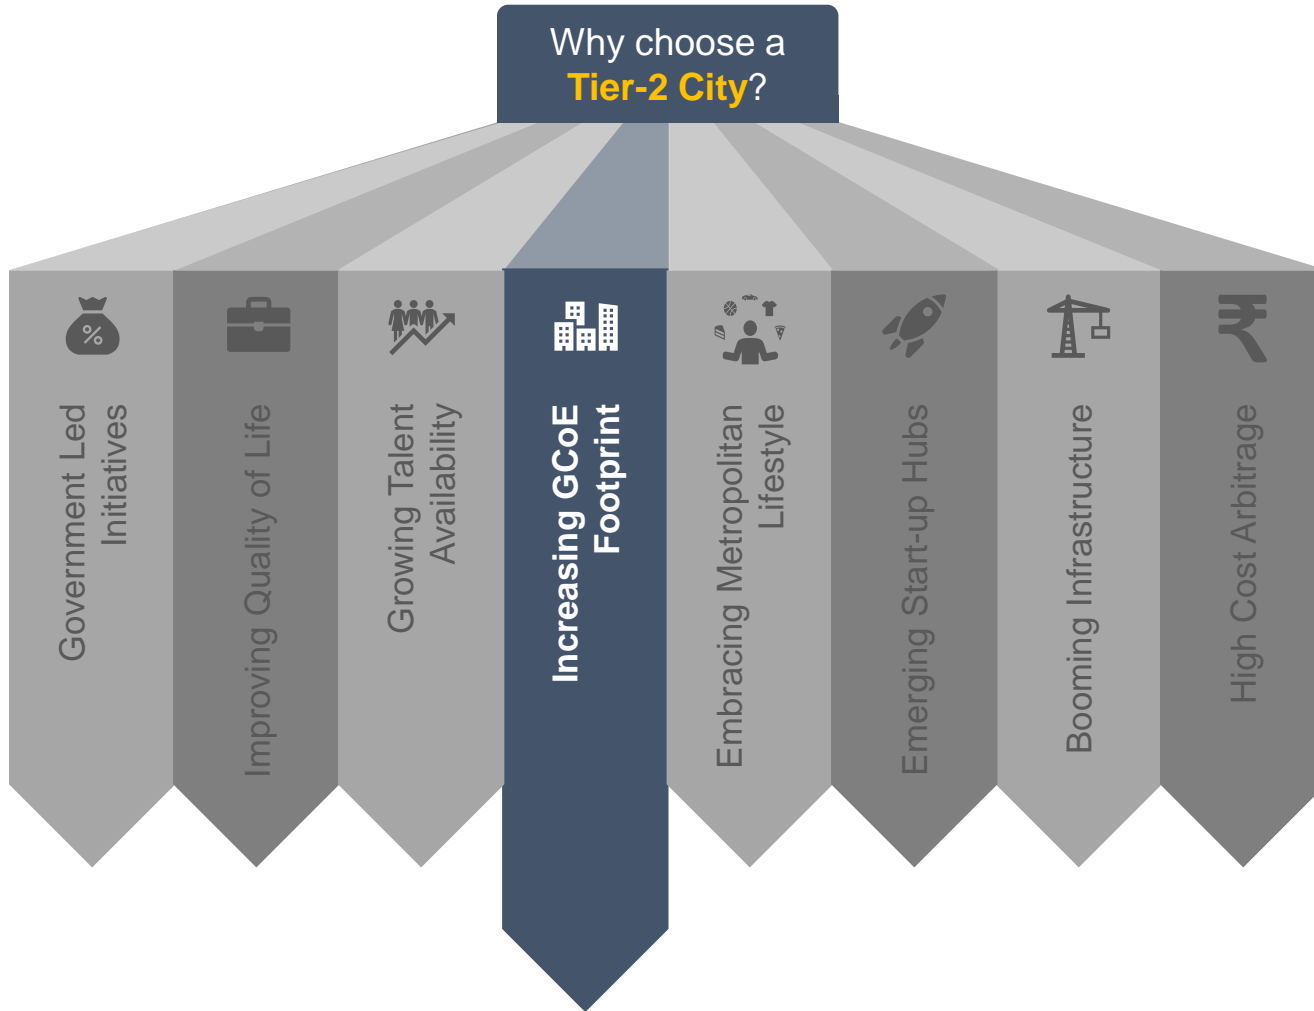 Why choose a
Tier-2 City?
Government Led
Initiatives
Improving Quality of Life
Growing Talent
Availability
Increasing GCoE
Footprint
Embracing Metropolitan
Lifestyle
Emerging Start-up Hubs
Booming Infrastructure
High Cost Arbitrage